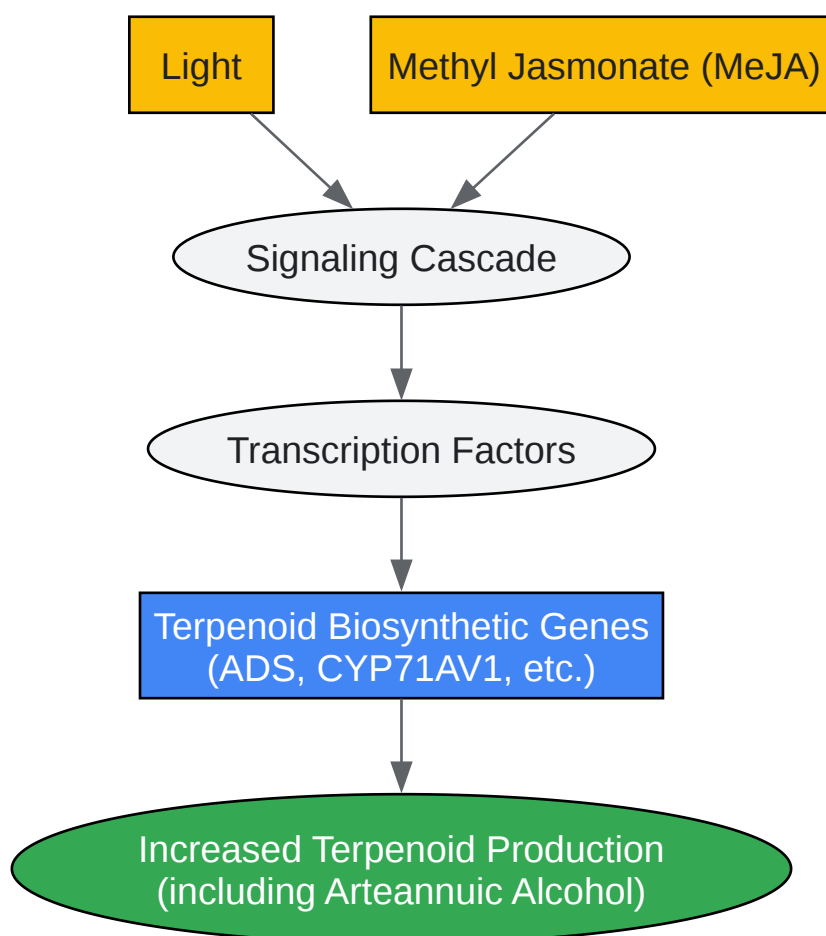 Light
Methyl Jasmonate (MeJA)
Signaling Cascade
Transcription Factors
Terpenoid Biosynthetic Genes
(ADS, CYP71AV1, etc.)
Increased Terpenoid Production
(including Arteannuic Alcohol)